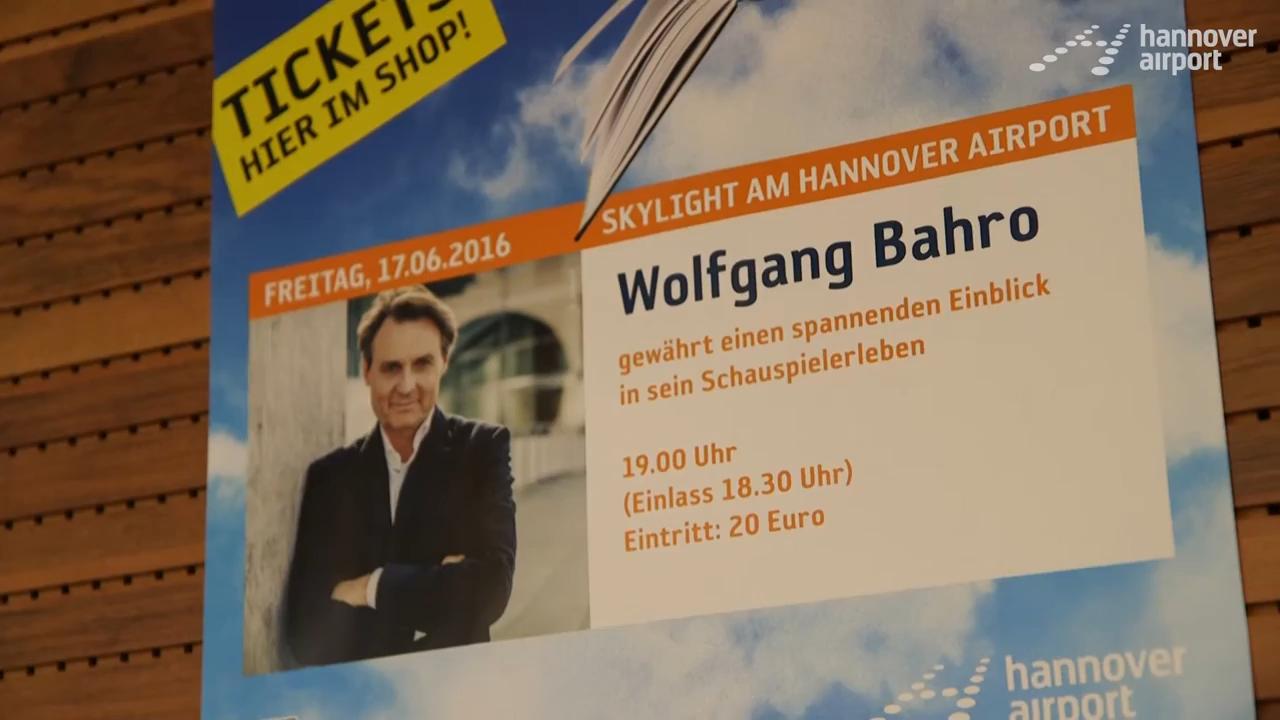 TICKETS
HIER IM SHOP!
hannover
airport
FREITAG, 17.06.2016
SKYLIGHT AM HANNOVER AIRPORT
Wolfgang Bahro
gewährt einen spannenden Einblick
in sein Schauspielerleben
19.00 Uhr
(Einlass 18.30 Uhr)
Eintritt: 20 Euro
hannover
airport